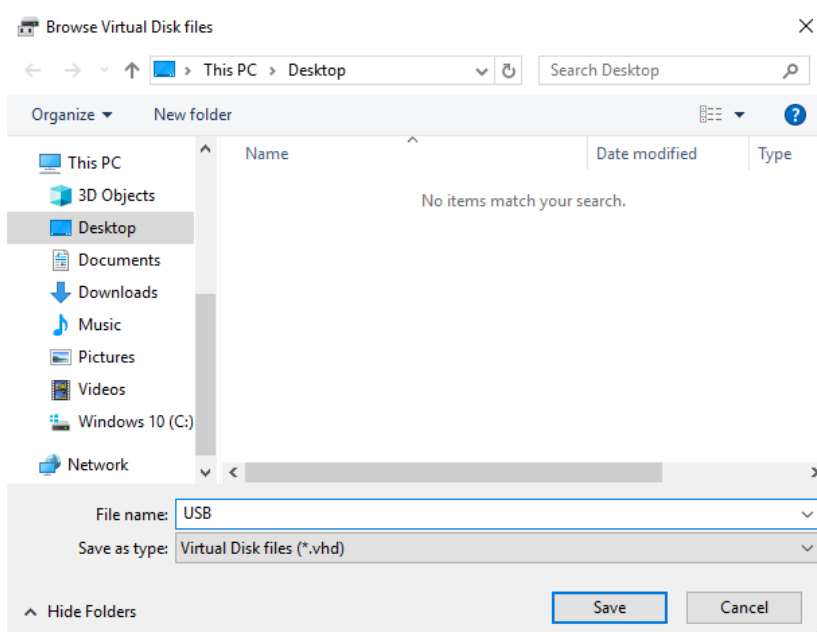 Browse Virtual Disk files
This PC > Desktop
Search Desktop
Organize
New folder
Name
Date modified
Type
This PC
3D Objects
Desktop
Documents
Downloads
Music
Pictures
Videos
Windows 10 (C:)
Network
No items match your search.
File name: USB
Save as type: Virtual Disk files (*.vhd)
Hide Folders
Save
Cancel